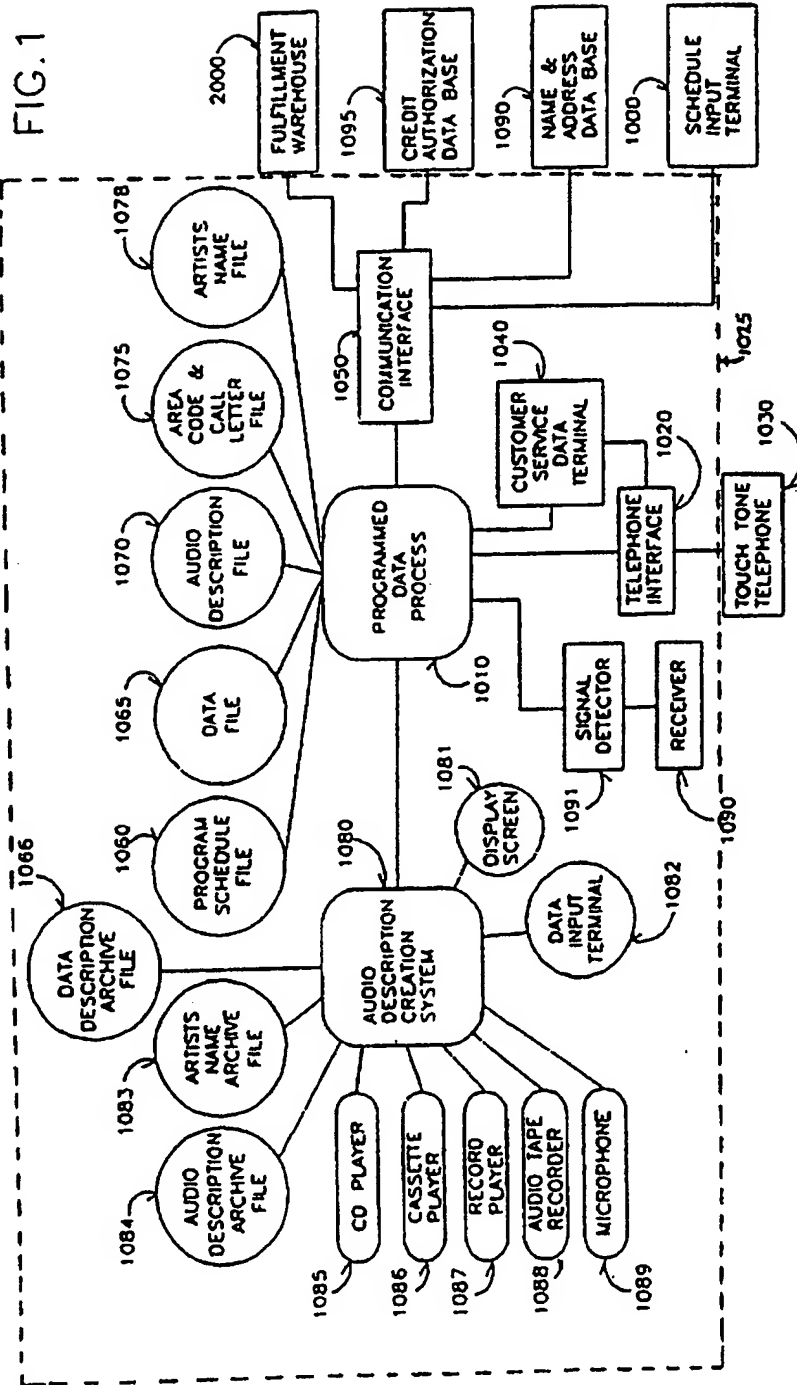 FIG. 1
2000
FULFILLMENT
WAREHOUSE
1095
CREDIT
AUTHORIZATION
DATA BASE
1090
NAME &
ADDRESS
DATA BASE
1000
SCHEDULE
INPUT
TERMINAL
1078
ARTISTS
NAME
FILE
1075
AREA
CODE &
CALL
LETTER
FILE
1070
AUDIO
DESCRIPTION
FILE
1065
DATA
FILE
1060
PROGRAM
SCHEDULE
FILE
1066
DATA
DESCRIPTION
ARCHIVE
FILE
1083
ARTISTS
NAME
ARCHIVE
FILE
1084
AUDIO
DESCRIPTION
ARCHIVE
FILE
COMMUNICATION
INTERFACE
1050
PROGRAMMED
DATA
PROCESS
1010
1040
CUSTOMER
SERVICE
DATA
TERMINAL
1020
TELEPHONE
INTERFACE
1025
1030
TOUCH TONE
TELEPHONE
SIGNAL
DETECTOR
1091
RECEIVER
1090
1080
AUDIO
DESCRIPTION
CREATION
SYSTEM
1081
DISPLAY
SCREEN
DATA
INPUT
TERMINAL
1082
CD PLAYER
1085
CASSETTE
PLAYER
1086
RECORD
PLAYER
1087
AUDIO TAPE
RECORDER
1088
MICROPHONE
1089